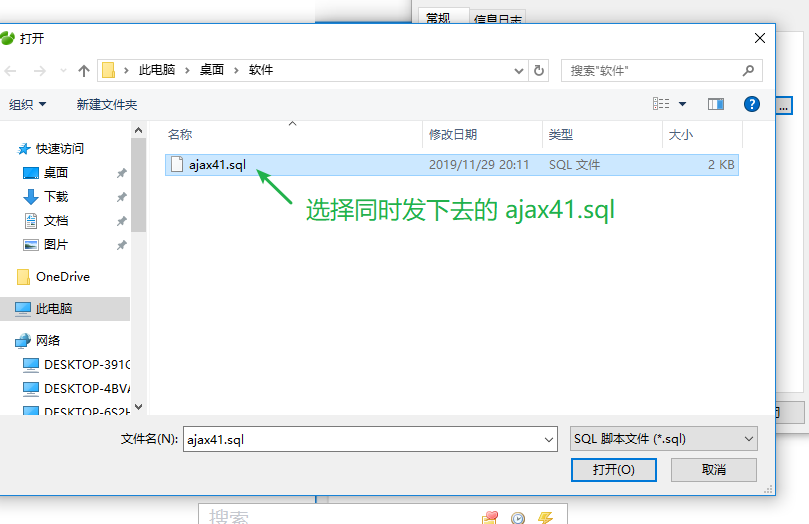 常规
信息日志
打开
此电脑 › 桌面 › 软件
搜索"软件"
组织
新建文件夹
...
名称
修改日期
类型
大小
快速访问
桌面
下载
文档
图片
OneDrive
此电脑
网络
DESKTOP-391
DESKTOP-4BV
DESKTOP-6S2
ajax41.sql
2019/11/29 20:11
SQL 文件
2 KB
选择同时发下去的 ajax41.sql
文件名(N):
ajax41.sql
SQL 脚本文件 (*.sql)
打开(O)
取消
搜索